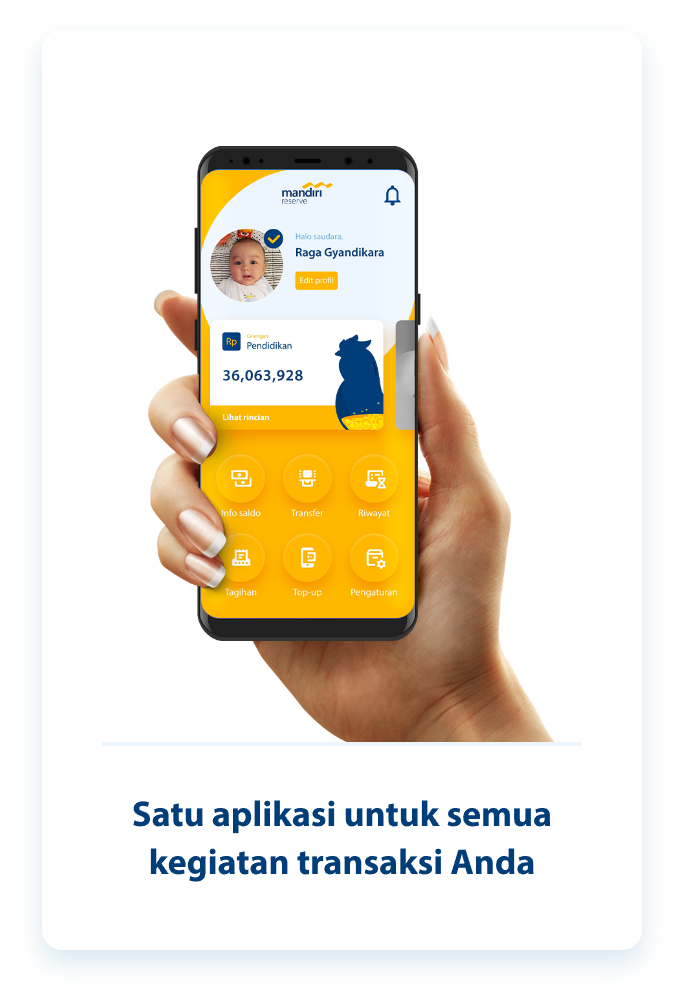 mandiri
reserve
Halo saudara,
Raga Gyandikara
Edit profil
Rp
Celengan
Pendidikan
36,063,928
Lihat rincian
Info saldo
Transfer
Riwayat
Tagihan
Top-up
Pengaturan
Satu aplikasi untuk semua
kegiatan transaksi Anda